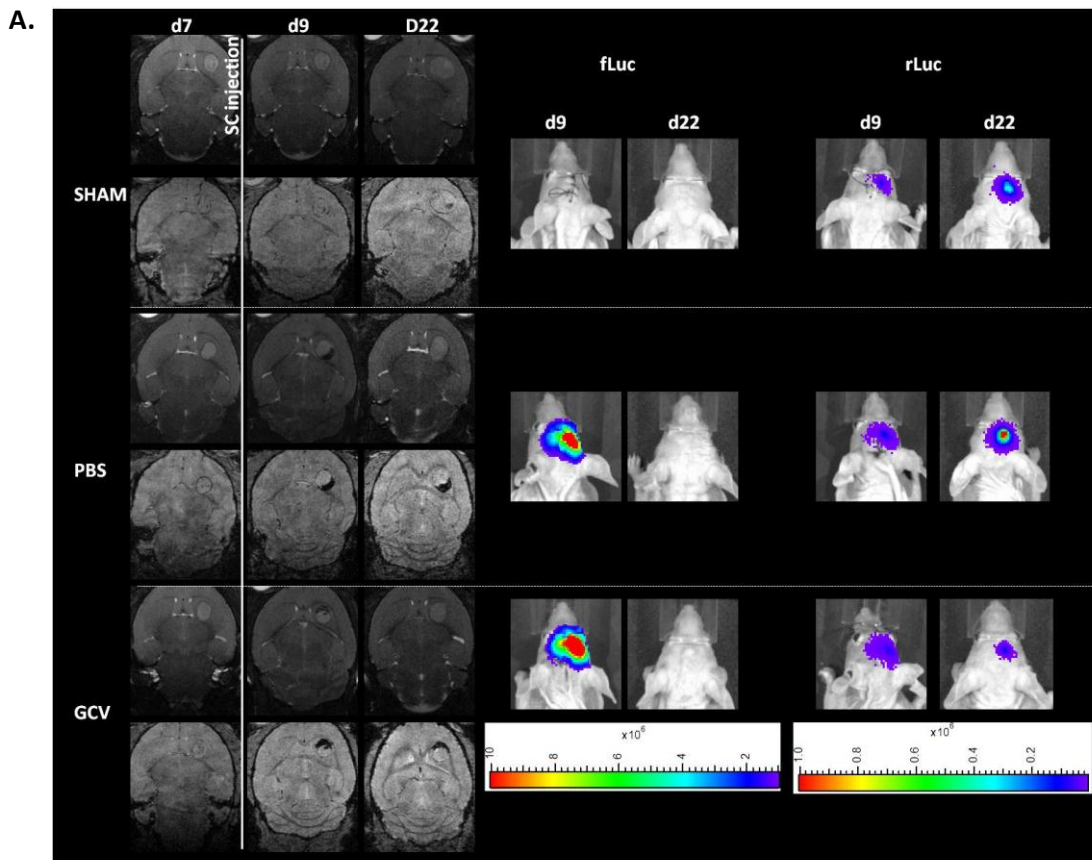 A.
d7 d9 D22
SC injection
fLuc rLuc
d9 d22 d9 d22
SHAM
PBS
GCV
x10⁶ x10⁶
10 8 6 4 2 1.0 0.8 0.6 0.4 0.2